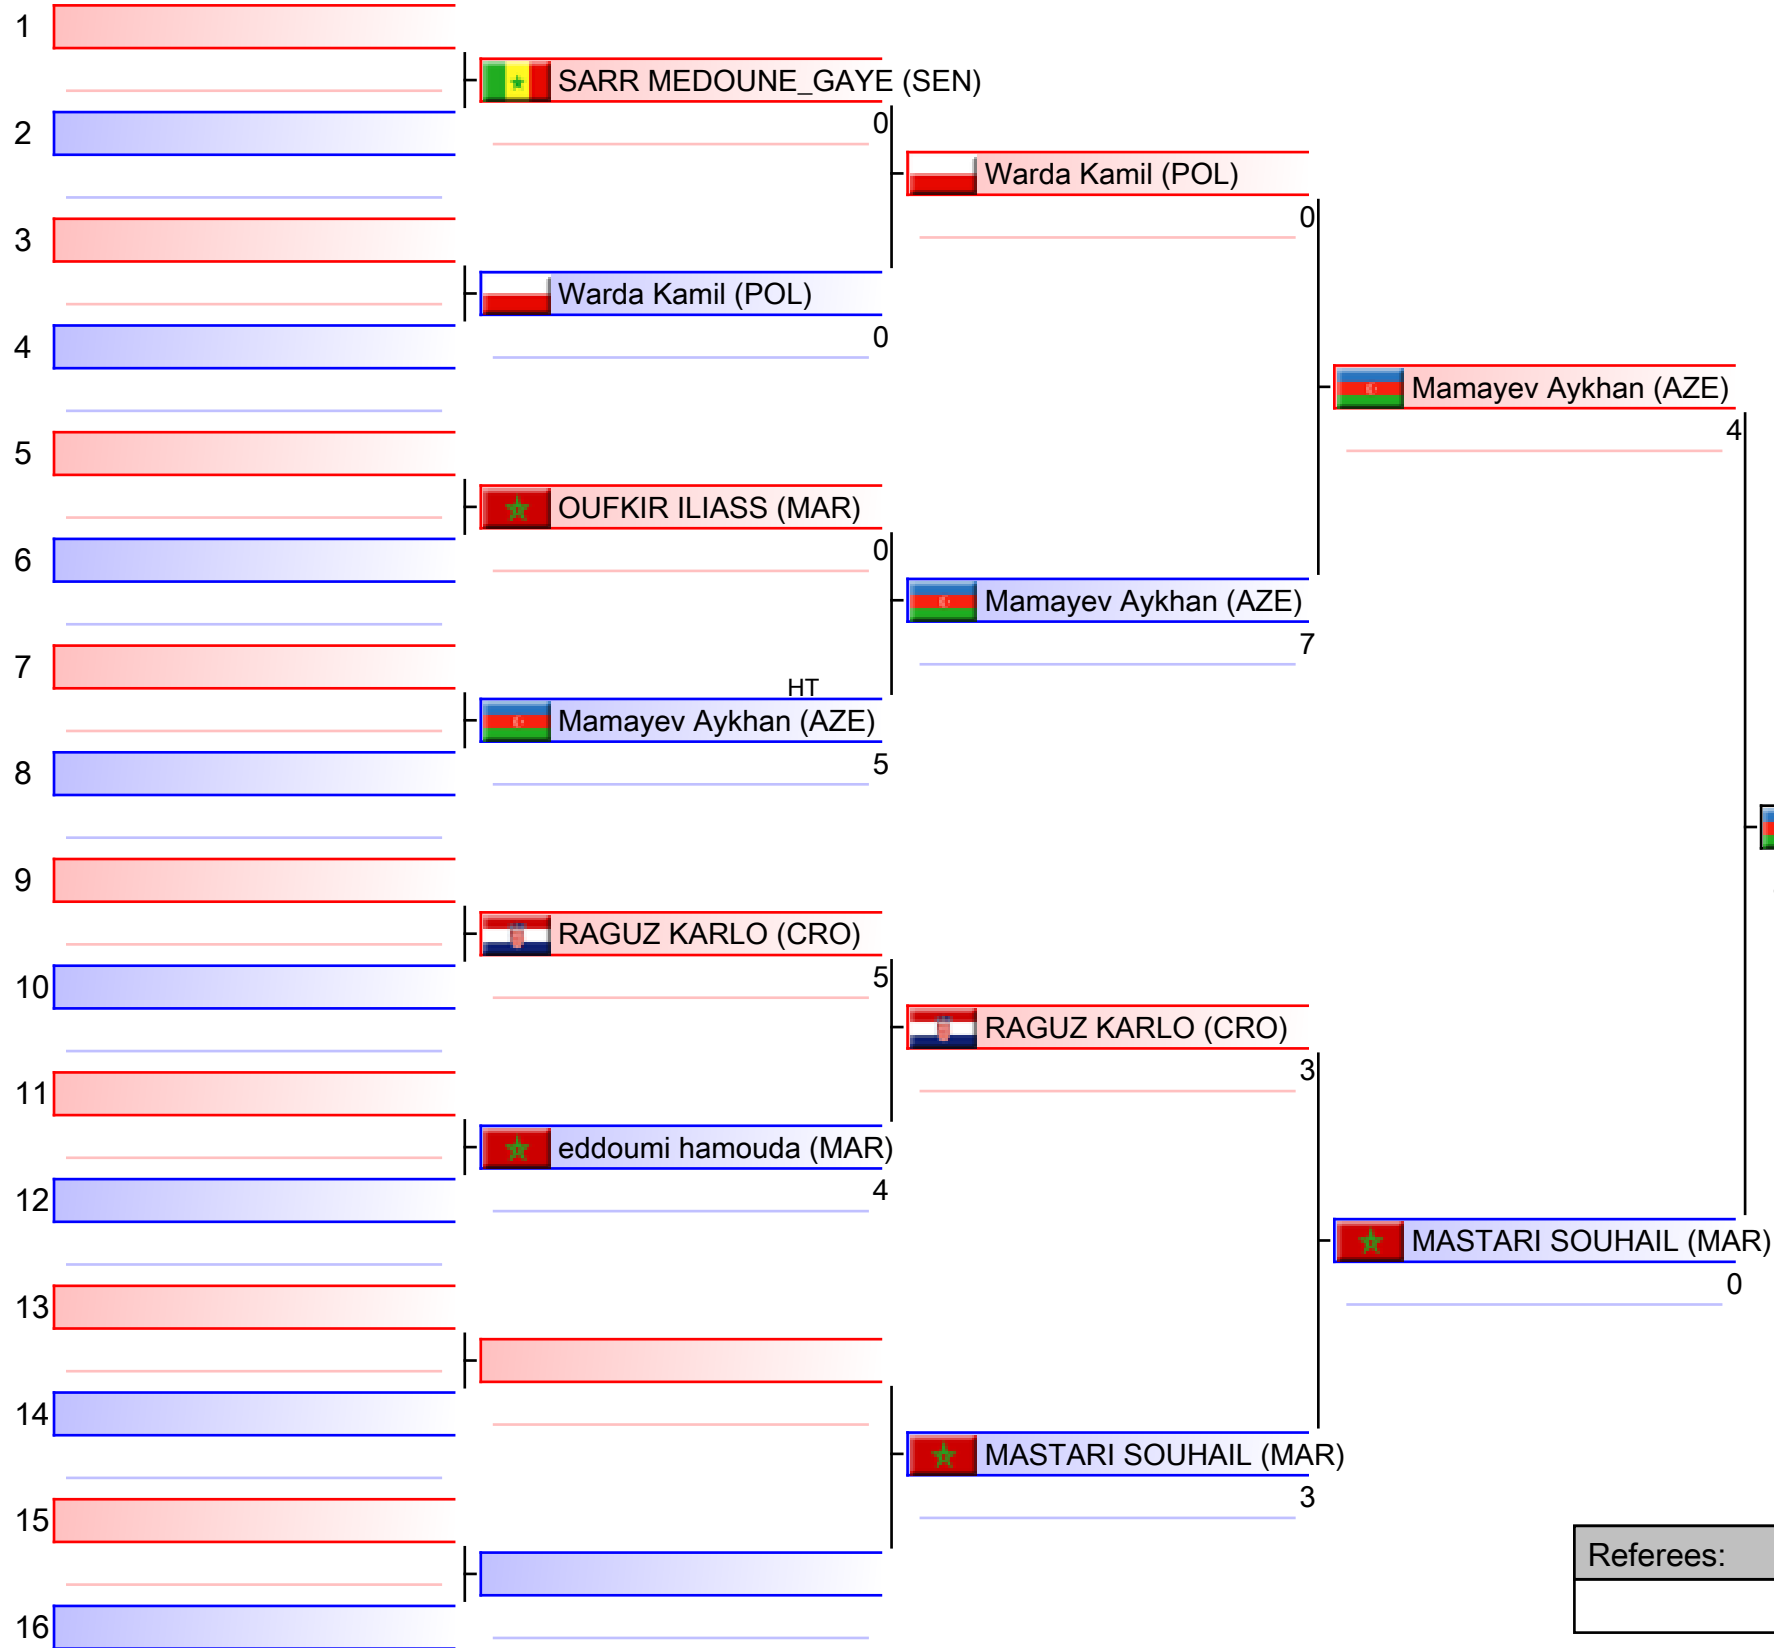 1
SARR MEDOUNE_GAYE (SEN)
0
2
Warda Kamil (POL)
0
3
Warda Kamil (POL)
0
4
Mamayev Aykhan (AZE)
4
5
OUFKIR ILIASS (MAR)
0
6
Mamayev Aykhan (AZE)
7
7
HT
Mamayev Aykhan (AZE)
5
8
9
RAGUZ KARLO (CRO)
5
10
RAGUZ KARLO (CRO)
3
11
eddoumi hamouda (MAR)
4
12
MASTARI SOUHAIL (MAR)
0
13
14
MASTARI SOUHAIL (MAR)
3
15
Referees:
16